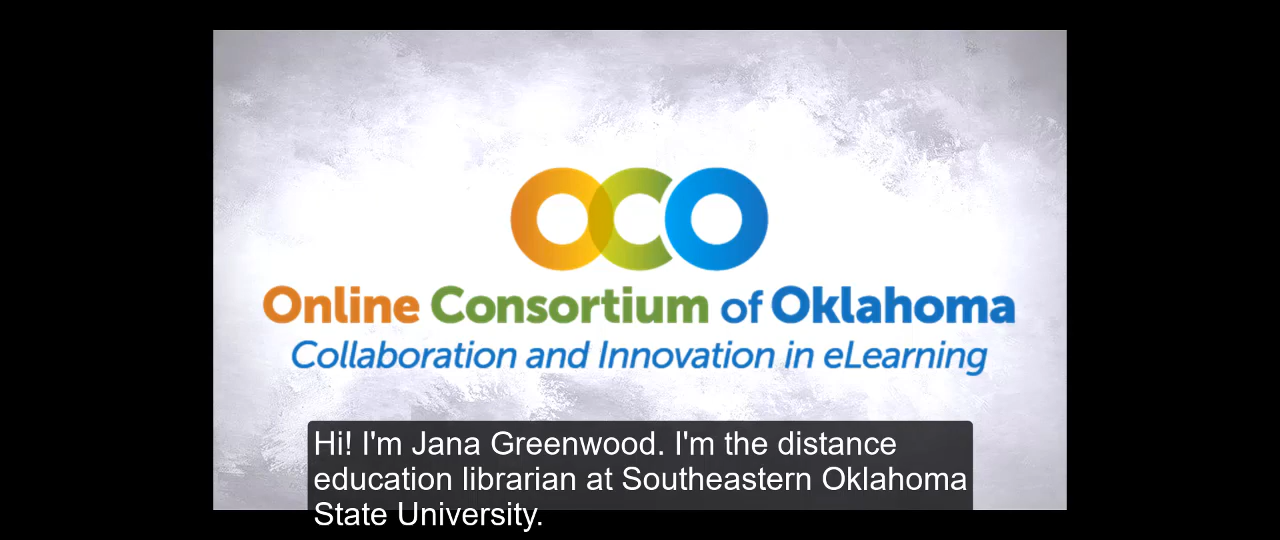 OCO
Online Consortium of Oklahoma
Collaboration and Innovation in eLearning
Hi! I'm Jana Greenwood. I'm the distance
education librarian at Southeastern Oklahoma
State University.